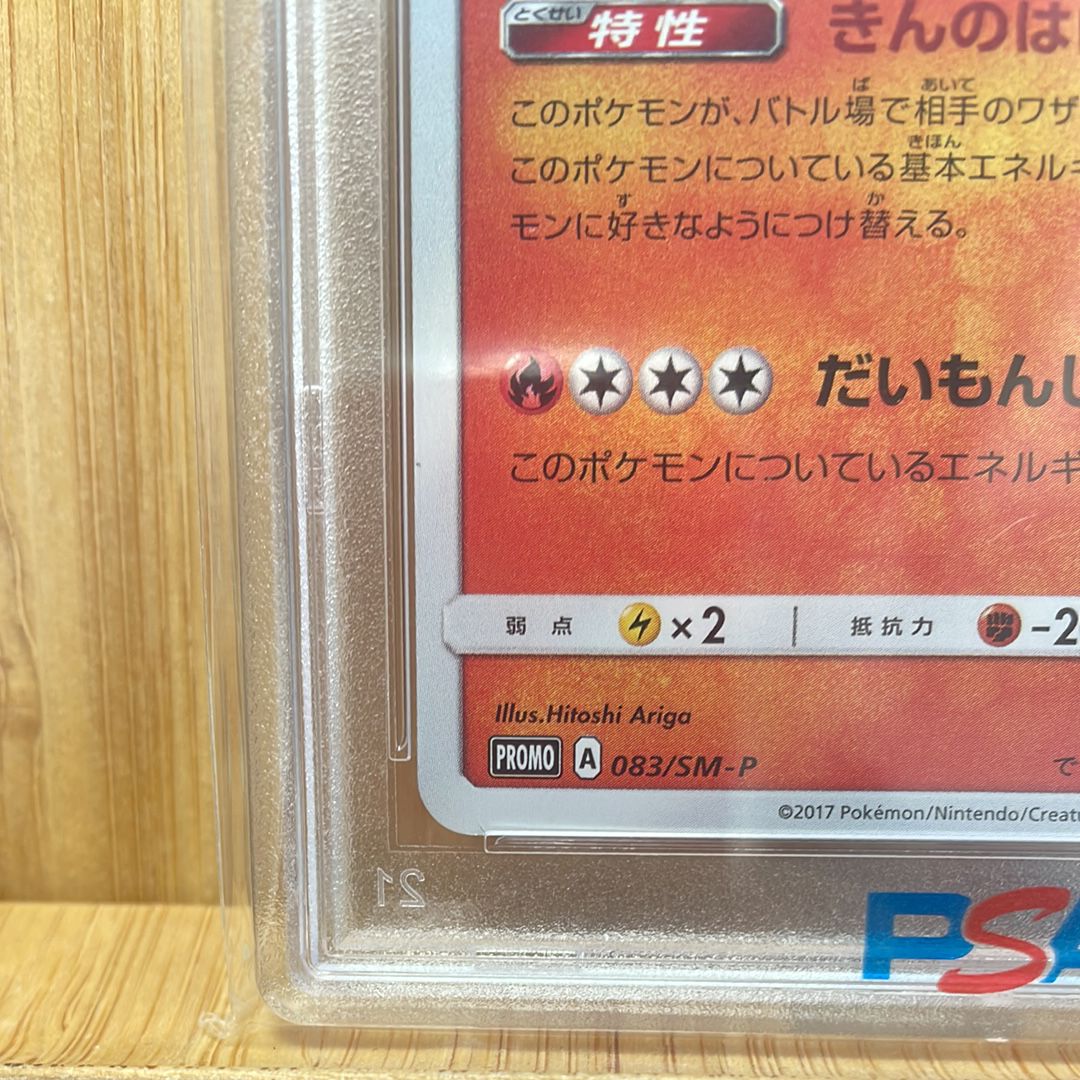 とくせい
特性 きんのは
ば あいて
このポケモンが、バトル場で相手のワザ
きほん
このポケモンについている基本エネルギ
す か
モンに好きなようにつけ替える。
だいもんじ
このポケモンについているエネルギ
弱点 ×2 抵抗力 -2
Illus.Hitoshi Ariga
PROMO A 083/SM-P
で
©2017 Pokémon/Nintendo/Creatu
21
PSA